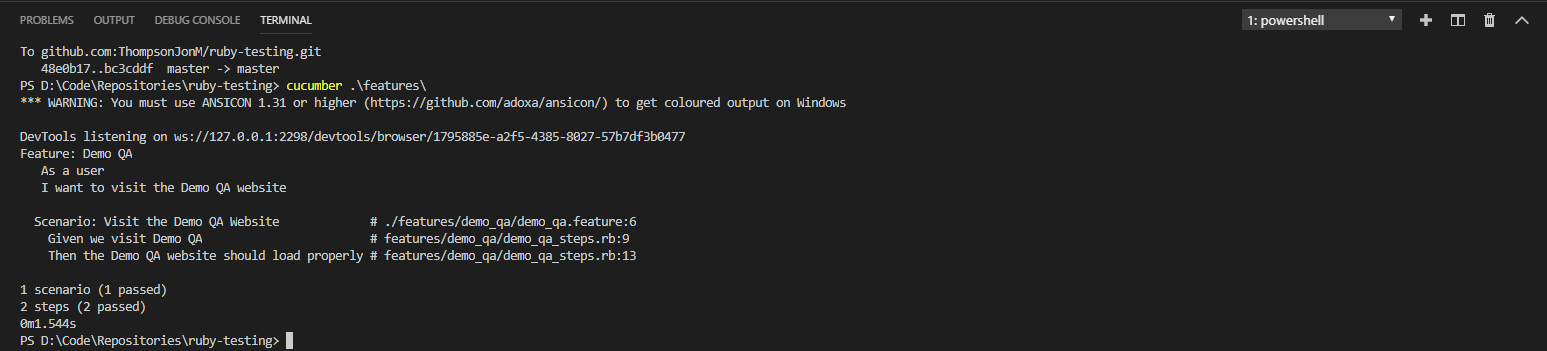 PROBLEMS OUTPUT DEBUG CONSOLE TERMINAL 1: powershell
To github.com:ThompsonJonM/ruby-testing.git
   48e0b17..bc3cddf  master -> master
PS D:\Code\Repositories\ruby-testing> cucumber .\features\
*** WARNING: You must use ANSICON 1.31 or higher (https://github.com/adoxa/ansicon/) to get coloured output on Windows
DevTools listening on ws://127.0.0.1:2298/devtools/browser/1795885e-a2f5-4385-8027-57b7df3b0477
Feature: Demo QA
   As a user
   I want to visit the Demo QA website
  Scenario: Visit the Demo QA Website             # ./features/demo_qa/demo_qa.feature:6
    Given we visit Demo QA                        # features/demo_qa/demo_qa_steps.rb:9
    Then the Demo QA website should load properly # features/demo_qa/demo_qa_steps.rb:13
1 scenario (1 passed)
2 steps (2 passed)
0m1.544s
PS D:\Code\Repositories\ruby-testing>